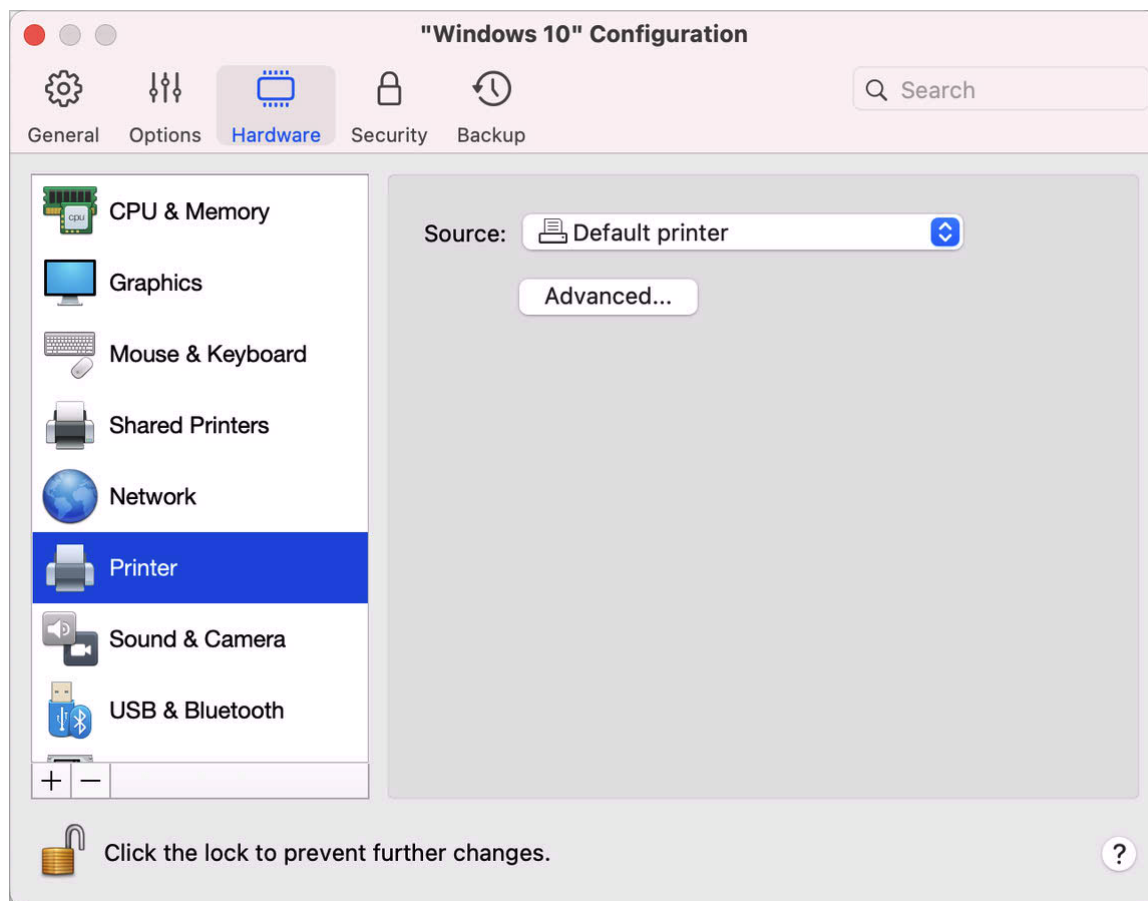 "Windows 10" Configuration
General Options Hardware Security Backup
Search
CPU & Memory
Graphics
Mouse & Keyboard
Shared Printers
Network
Printer
Sound & Camera
USB & Bluetooth
+ −
Source: Default printer
Advanced...
Click the lock to prevent further changes.
?